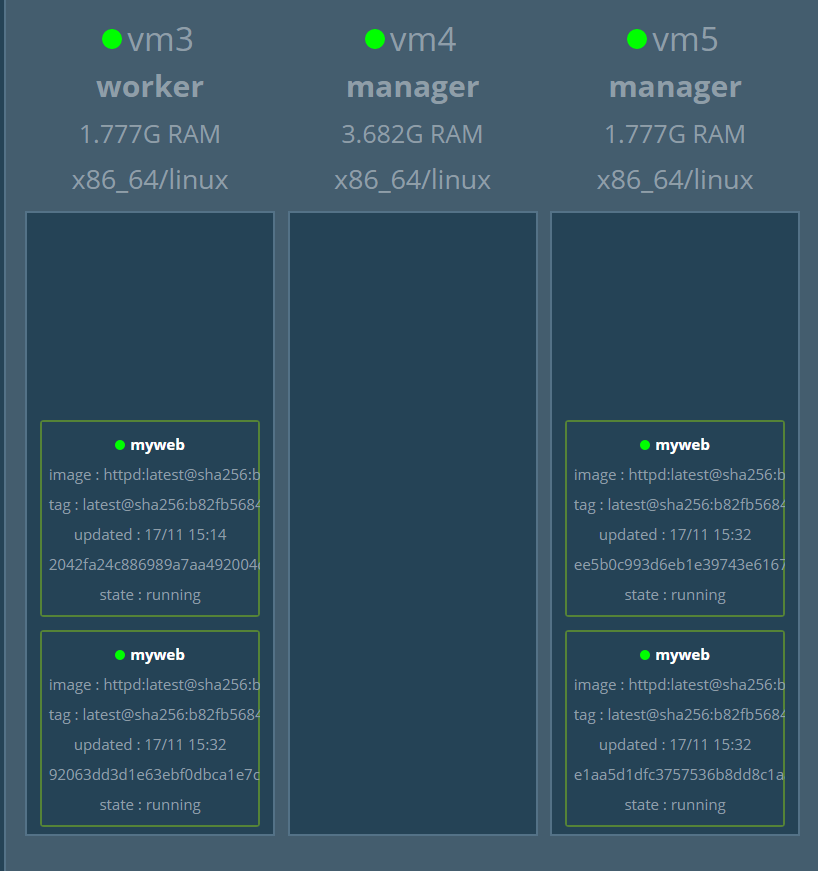 vm3
worker
1.777G RAM
x86_64/linux
myweb
image : httpd:latest@sha256:b
tag : latest@sha256:b82fb5684
updated : 17/11 15:14
2042fa24c886989a7aa492004
state : running
myweb
image : httpd:latest@sha256:b
tag : latest@sha256:b82fb5684
updated : 17/11 15:32
92063dd3d1e63ebf0dbca1e7c
state : running
vm4
manager
3.682G RAM
x86_64/linux
vm5
manager
1.777G RAM
x86_64/linux
myweb
image : httpd:latest@sha256:b
tag : latest@sha256:b82fb5684
updated : 17/11 15:32
ee5b0c993d6eb1e39743e6167
state : running
myweb
image : httpd:latest@sha256:b
tag : latest@sha256:b82fb5684
updated : 17/11 15:32
e1aa5d1dfc3757536b8dd8c1a
state : running